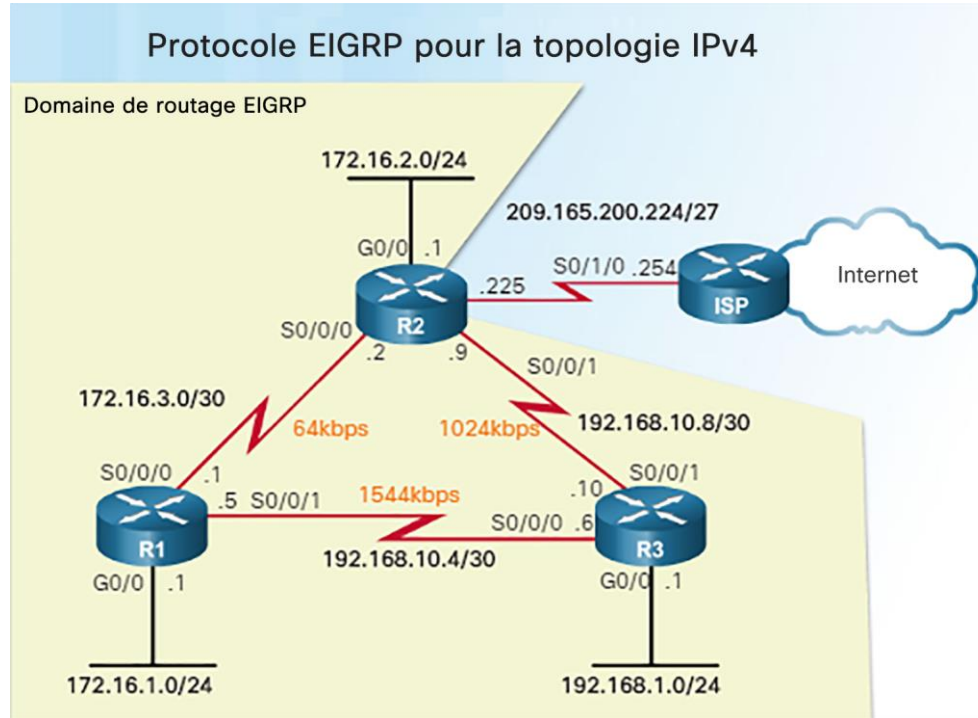 Protocole EIGRP pour la topologie IPv4
Domaine de routage EIGRP
172.16.2.0/24
209.165.200.224/27
G0/0 .1
.225
S0/1/0 .254
ISP
Internet
R2
S0/0/0
.2
.9
S0/0/1
172.16.3.0/30
64kbps
1024kbps
192.168.10.8/30
S0/0/0
.1
.5 S0/0/1
1544kbps
.10
S0/0/1
S0/0/0 .6
R1
R3
192.168.10.4/30
G0/0 .1
G0/0 .1
172.16.1.0/24
192.168.1.0/24